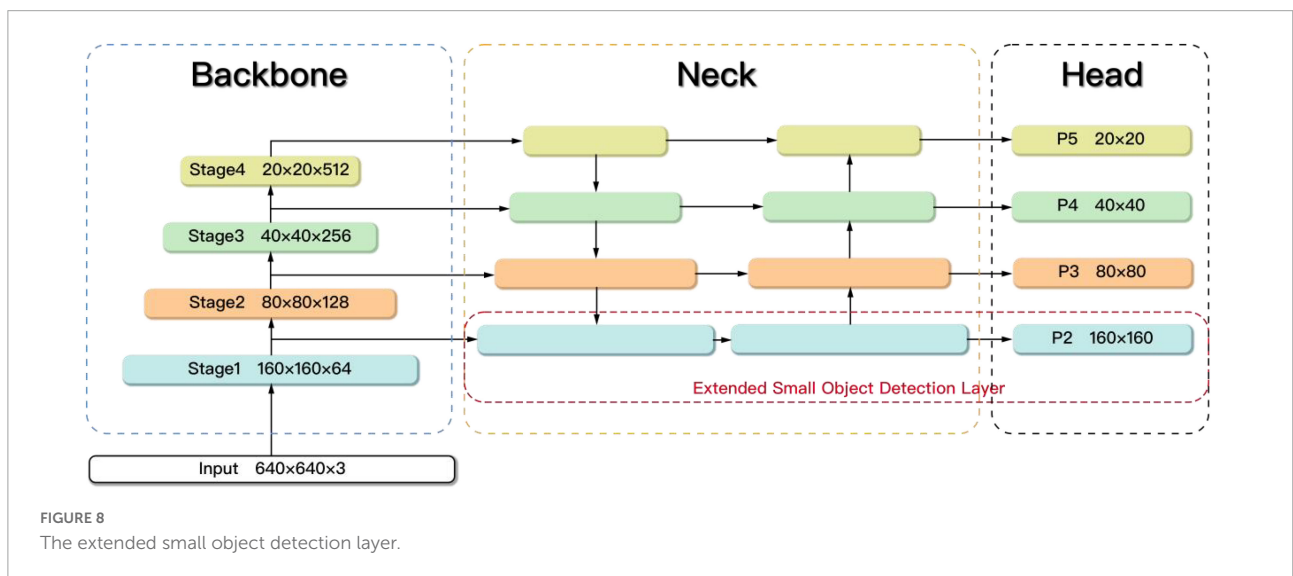 Backbone
Neck
Head
Stage4 20×20×512
Stage3 40×40×256
Stage2 80×80×128
Stage1 160×160×64
Input 640×640×3
P5 20×20
P4 40×40
P3 80×80
P2 160×160
Extended Small Object Detection Layer
FIGURE 8
The extended small object detection layer.